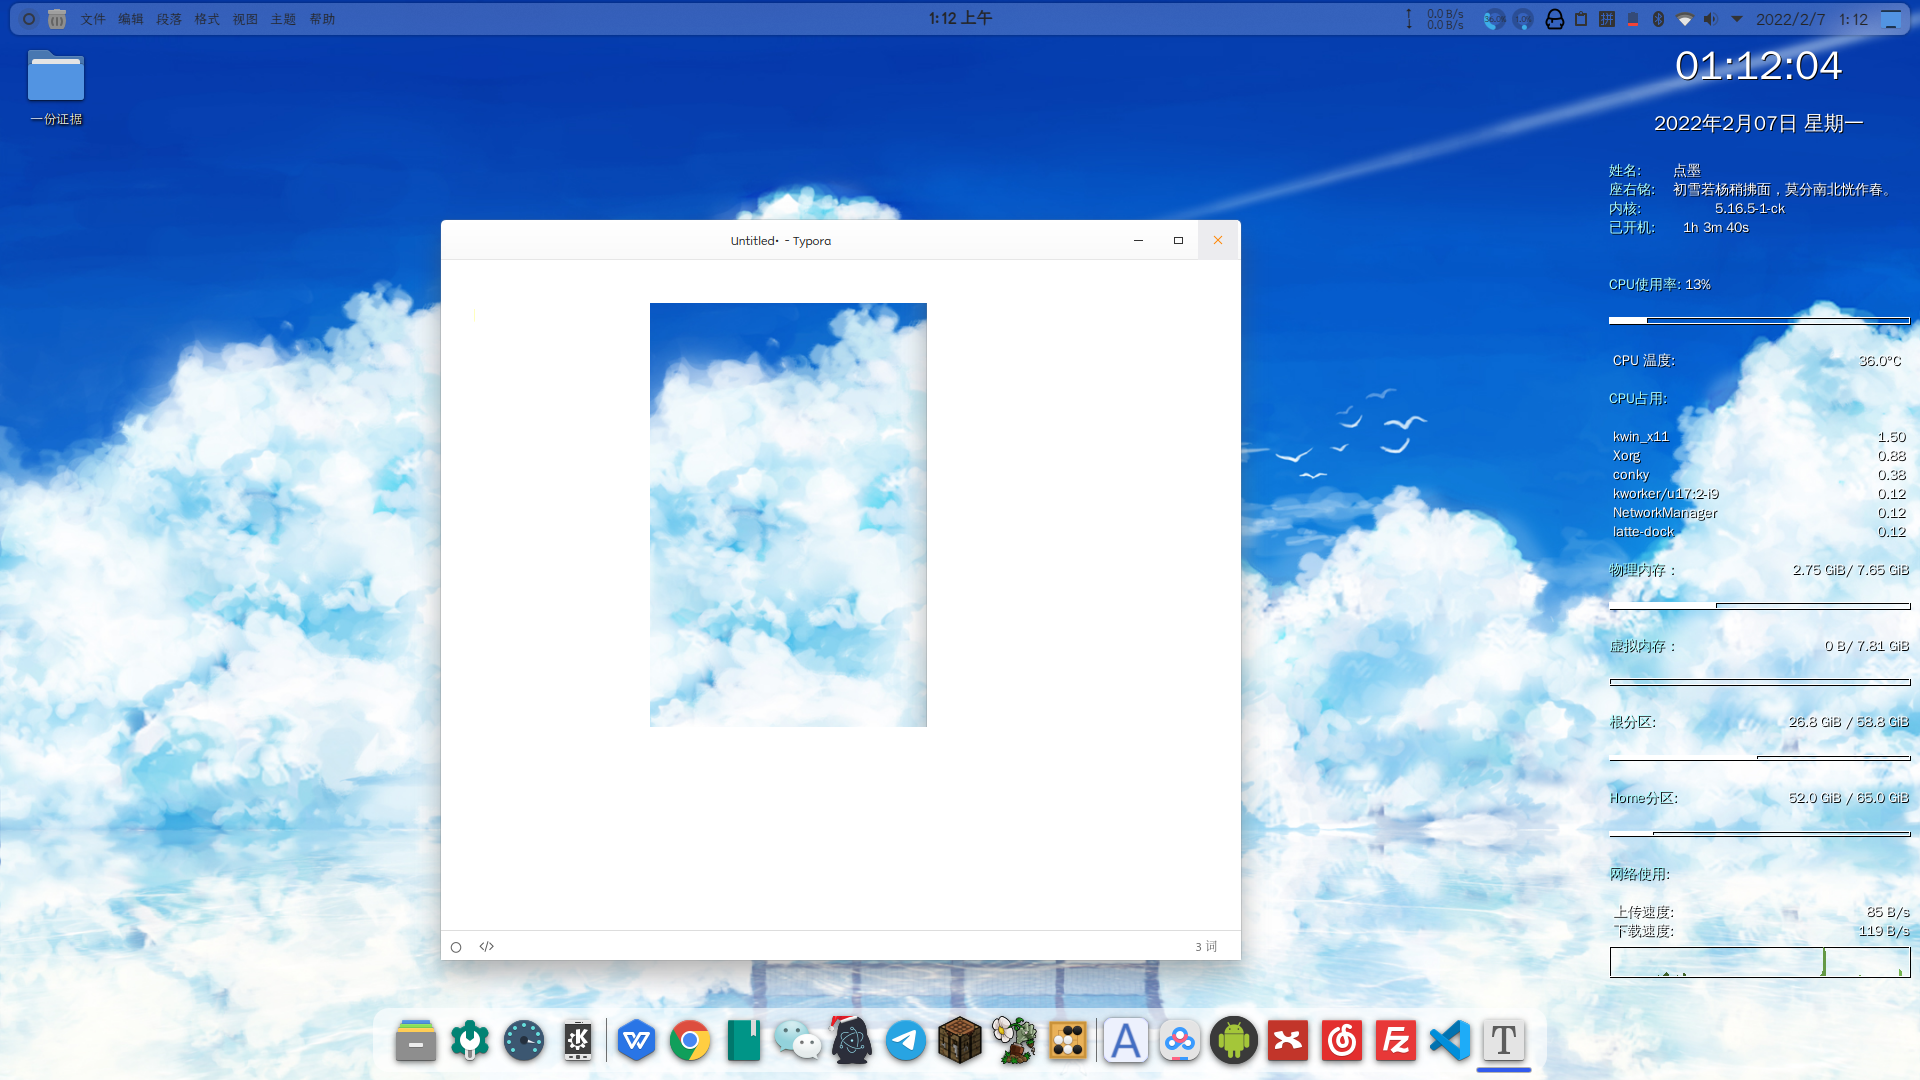 文件 编辑 段落 格式 视图 主题 帮助
1:12 上午
0.0 B/s
0.0 B/s
拼
2022/2/7 1:12
一份证据
01:12:04
2022年2月07日 星期一
姓名: 点墨
座右铭: 初雪若杨稍拂面，莫分南北恍作春。
内核: 5.16.5-1-ck
已开机: 1h 3m 40s
CPU使用率: 13%
CPU 温度: 36.0°C
CPU占用:
kwin_x11 1.50
Xorg 0.88
conky 0.38
kworker/u17:2-i9 0.12
NetworkManager 0.12
latte-dock 0.12
物理内存： 2.75 GiB/ 7.65 GiB
虚拟内存： 0 B/ 7.81 GiB
根分区: 26.8 GiB / 58.8 GiB
Home分区: 52.0 GiB / 65.0 GiB
网络使用:
上传速度: 85 B/s
下载速度: 119 B/s
Untitled• - Typora
3 词